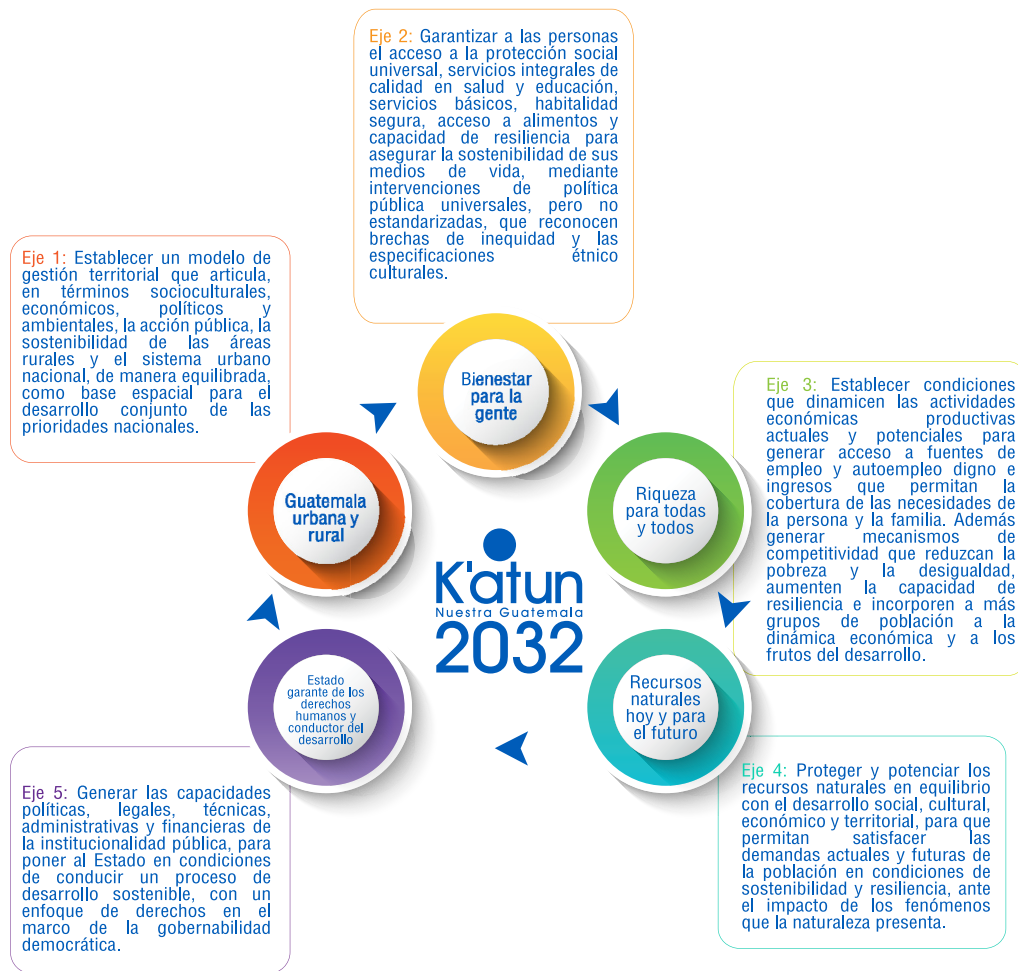 Eje 2: Garantizar a las personas
el acceso a la protección social
universal, servicios integrales de
calidad en salud y educación,
servicios básicos, habitalidad
segura, acceso a alimentos y
capacidad de resiliencia para
asegurar la sostenibilidad de sus
medios de vida, mediante
intervenciones de política
pública universales, pero no
estandarizadas, que reconocen
brechas de inequidad y las
especificaciones étnico
culturales.
Eje 1: Establecer un modelo de
gestión territorial que articula,
en términos socioculturales,
económicos, políticos y
ambientales, la acción pública, la
sostenibilidad de las áreas
rurales y el sistema urbano
nacional, de manera equilibrada,
como base espacial para el
desarrollo conjunto de las
prioridades nacionales.
Bienestar
para la
gente
Eje 3: Establecer condiciones
que dinamicen las actividades
económicas productivas
actuales y potenciales para
generar acceso a fuentes de
empleo y autoempleo digno e
ingresos que permitan la
cobertura de las necesidades de
la persona y la familia. Además
generar mecanismos de
competitividad que reduzcan la
pobreza y la desigualdad,
aumenten la capacidad de
resiliencia e incorporen a más
grupos de población a la
dinámica económica y a los
frutos del desarrollo.
Guatemala
urbana y
rural
Riqueza
para todas
y todos
K'atun
Nuestra Guatemala
2032
Estado
garante de los
derechos
humanos y
conductor del
desarrollo
Recursos
naturales
hoy y para
el futuro
Eje 5: Generar las capacidades
políticas, legales, técnicas,
administrativas y financieras de
la institucionalidad pública, para
poner al Estado en condiciones
de conducir un proceso de
desarrollo sostenible, con un
enfoque de derechos en el
marco de la gobernabilidad
democrática.
Eje 4: Proteger y potenciar los
recursos naturales en equilibrio
con el desarrollo social, cultural,
económico y territorial, para que
permitan satisfacer las
demandas actuales y futuras de
la población en condiciones de
sostenibilidad y resiliencia, ante
el impacto de los fenómenos
que la naturaleza presenta.